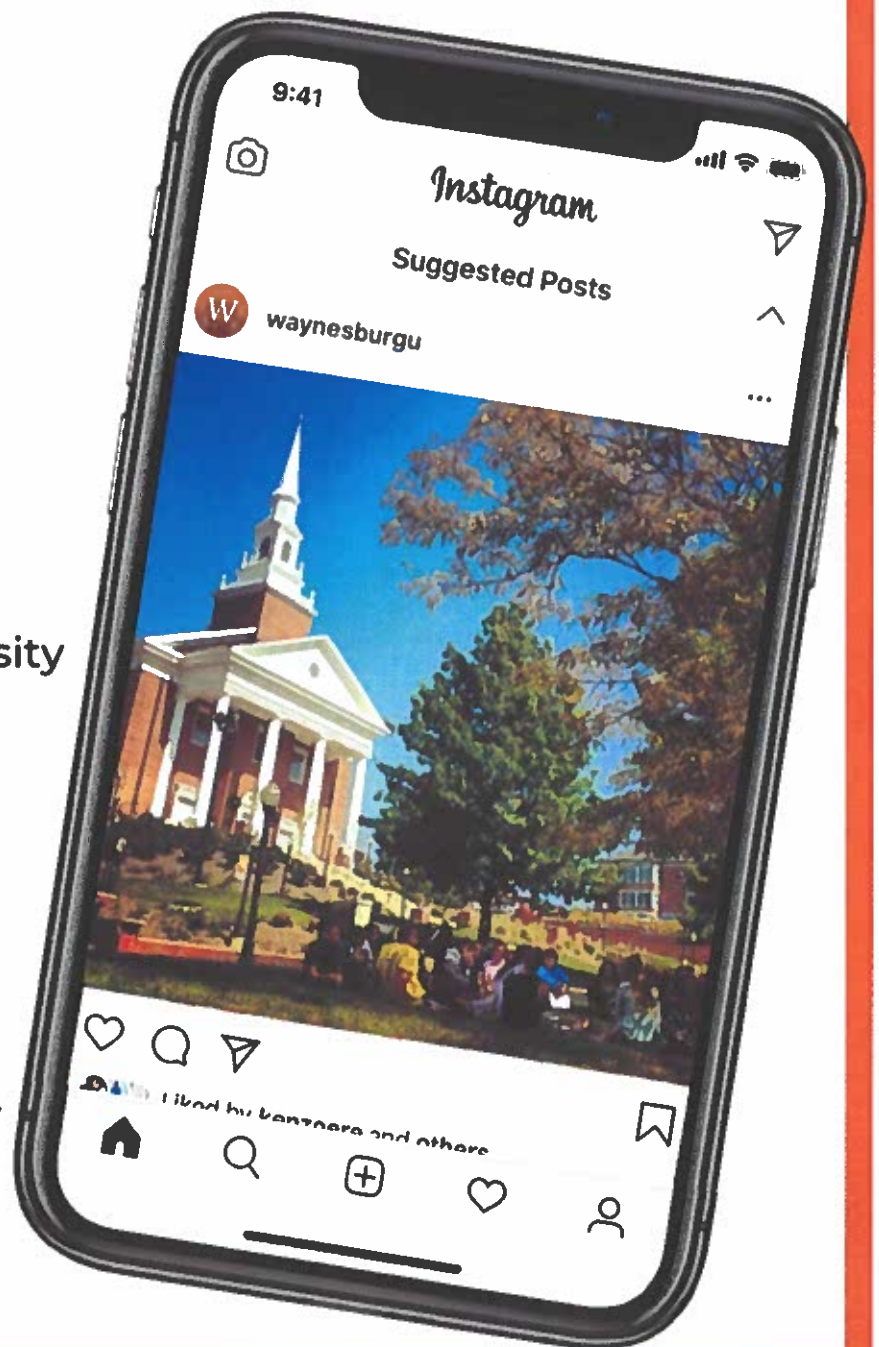 9:41
Instagram
Suggested Posts
W waynesburgu
sity
Liked by and others